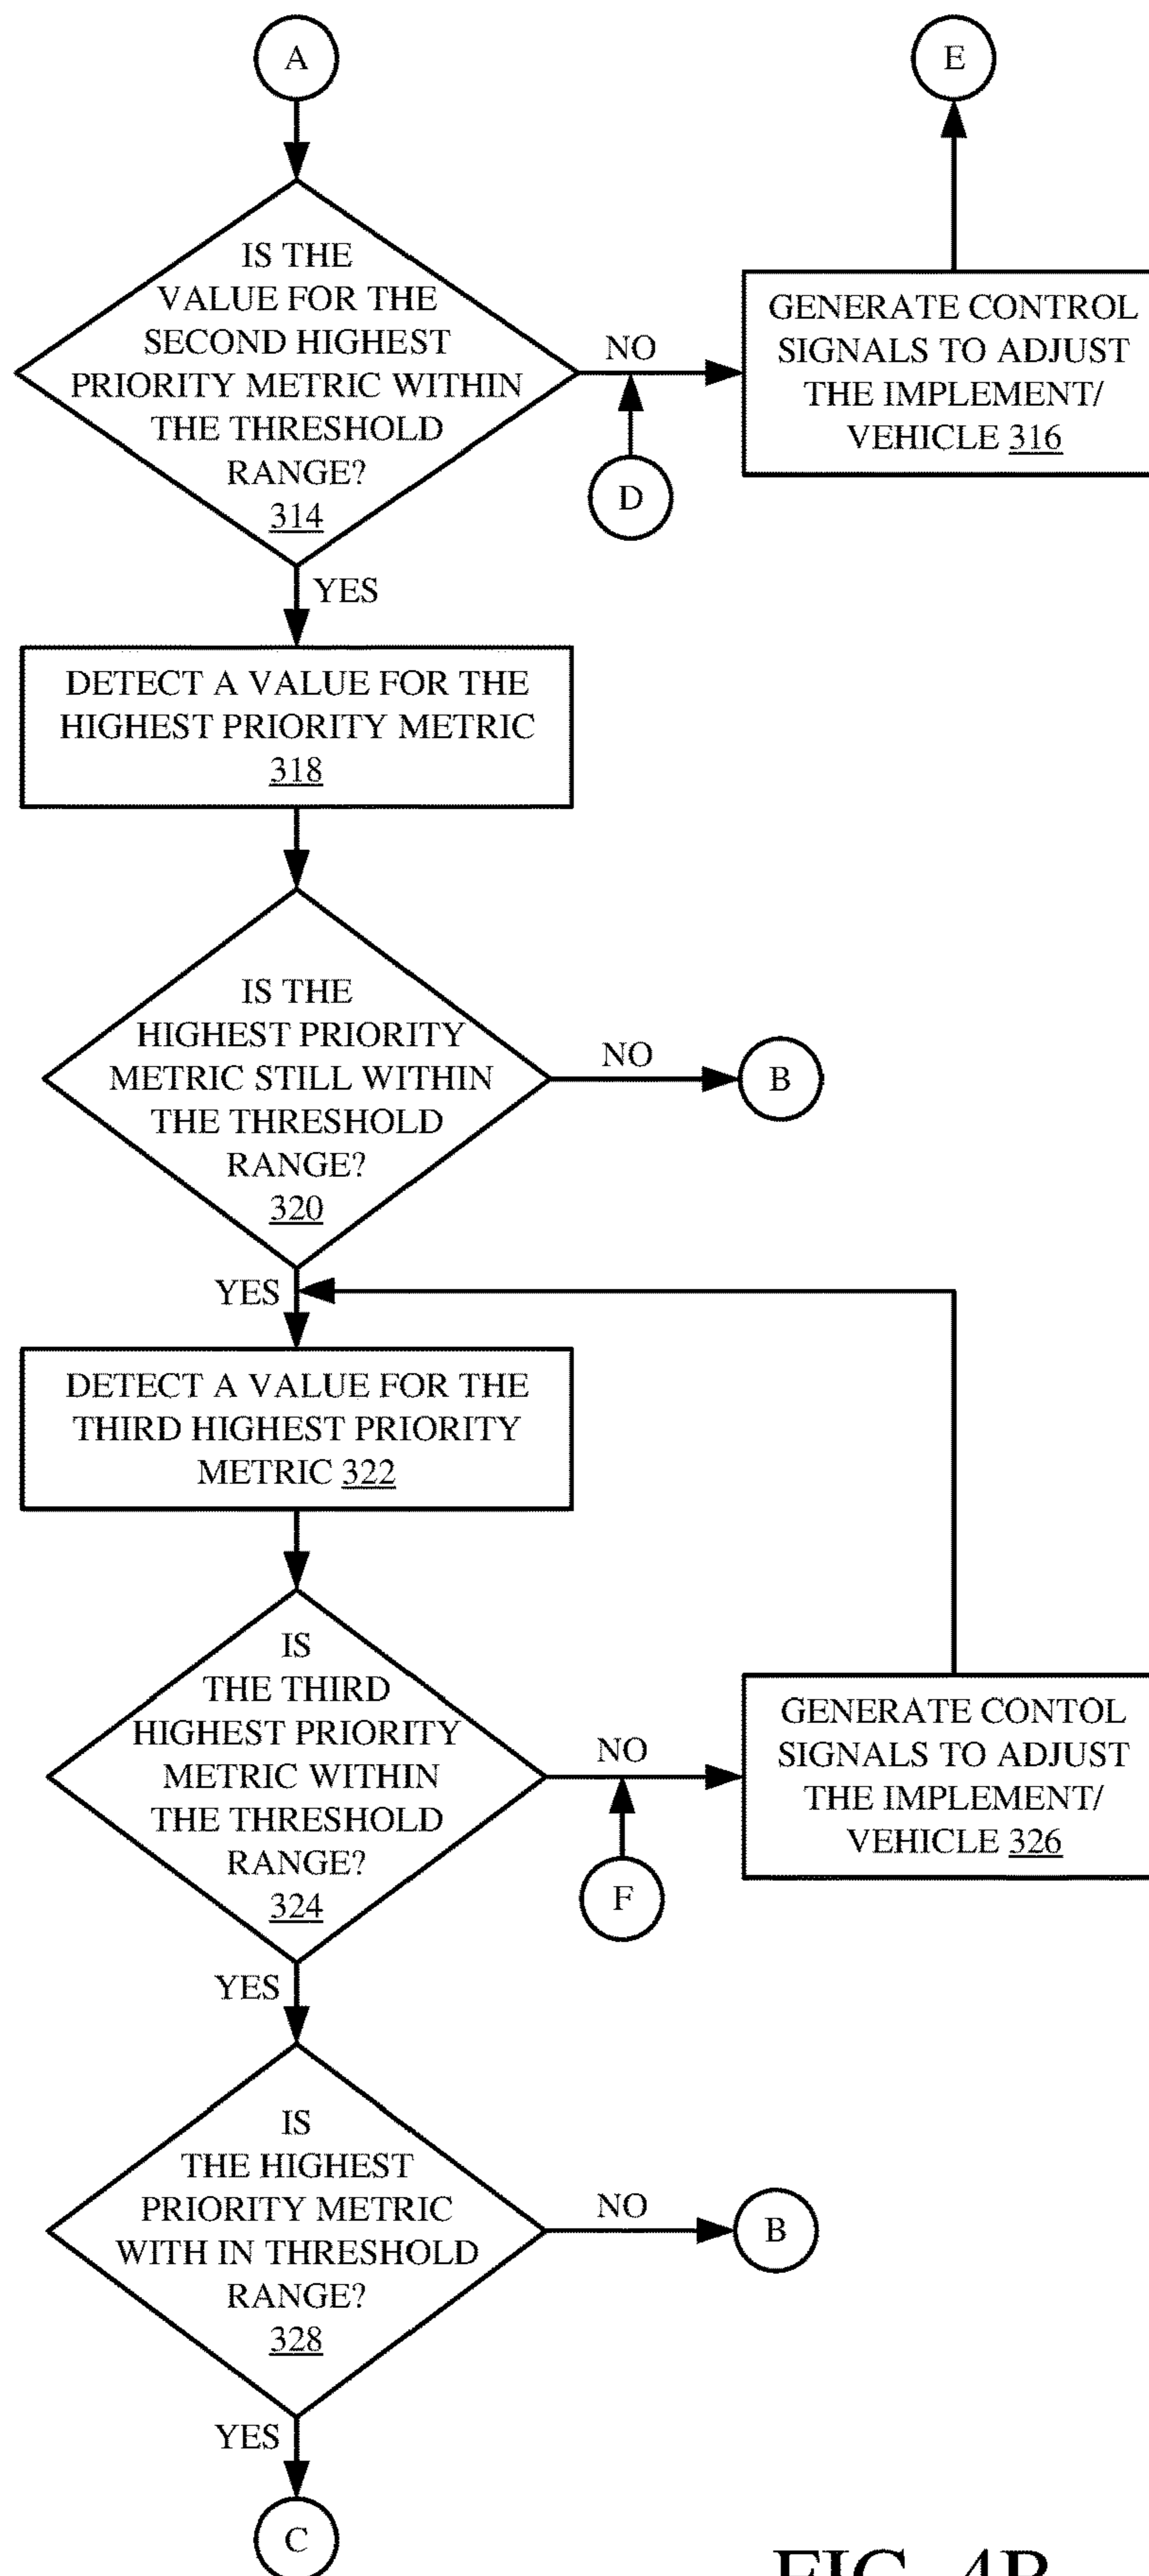 A
E
IS THE
VALUE FOR THE
SECOND HIGHEST
PRIORITY METRIC WITHIN
THE THRESHOLD
RANGE?
314
NO
GENERATE CONTROL
SIGNALS TO ADJUST
THE IMPLEMENT/
VEHICLE 316
D
YES
DETECT A VALUE FOR THE
HIGHEST PRIORITY METRIC
318
IS THE
HIGHEST PRIORITY
METRIC STILL WITHIN
THE THRESHOLD
RANGE?
320
NO
B
YES
DETECT A VALUE FOR THE
THIRD HIGHEST PRIORITY
METRIC 322
IS
THE THIRD
HIGHEST PRIORITY
METRIC WITHIN
THE THRESHOLD
RANGE?
324
NO
GENERATE CONTOL
SIGNALS TO ADJUST
THE IMPLEMENT/
VEHICLE 326
F
YES
IS
THE HIGHEST
PRIORITY METRIC
WITH IN THRESHOLD
RANGE?
328
NO
B
YES
C
FIG. 4B